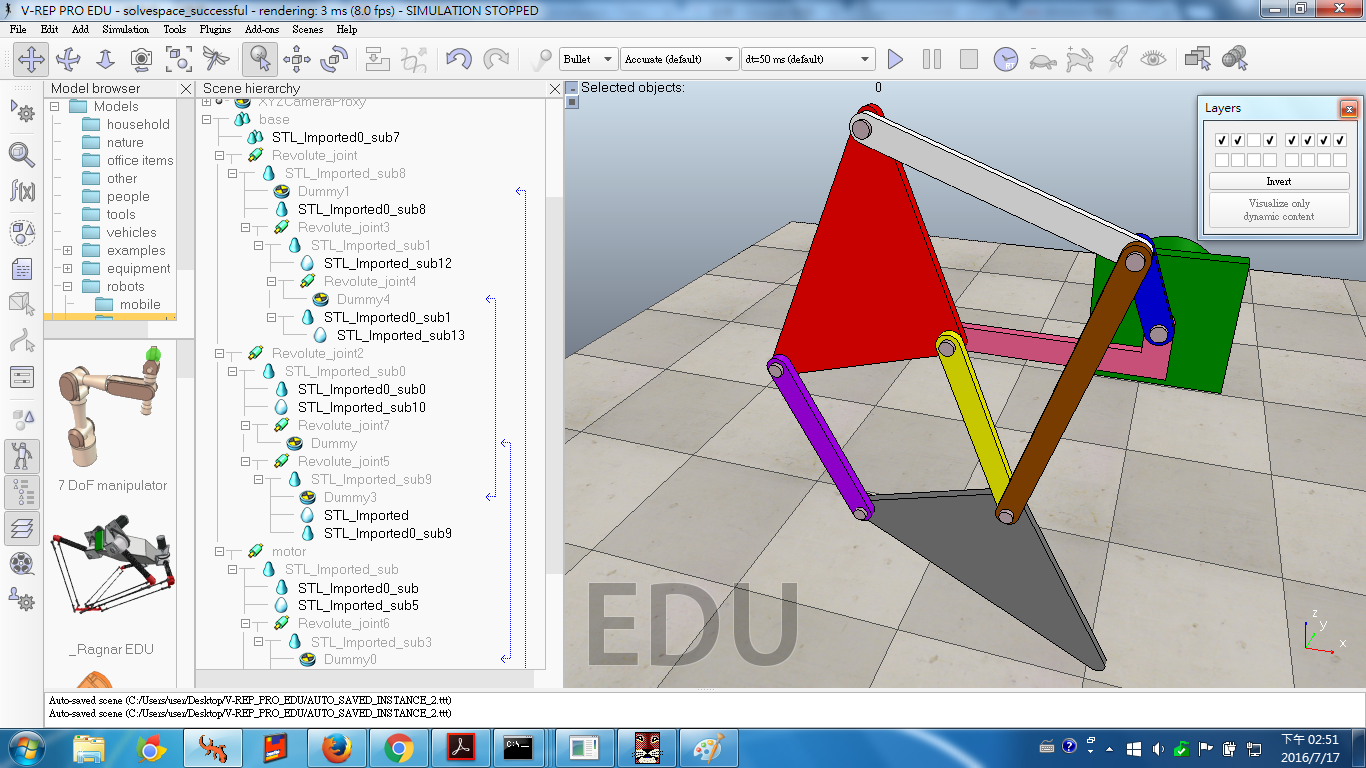 V-REP PRO EDU - solvespace_successful - rendering: 3 ms (8.0 fps) - SIMULATION STOPPED
File Edit Add Simulation Tools Plugins Add-ons Scenes Help
Bullet Accurate (default) dt=50 ms (default)
Model browser
Models
household
nature
office items
other
people
tools
vehicles
examples
equipment
robots
mobile
7 DoF manipulator
_Ragnar EDU
Scene hierarchy
XYZCameraProxy
base
STL_Imported0_sub7
Revolute_joint
STL_Imported_sub8
Dummy1
STL_Imported0_sub8
Revolute_joint3
STL_Imported_sub1
STL_Imported_sub12
Revolute_joint4
Dummy4
STL_Imported0_sub1
STL_Imported_sub13
Revolute_joint2
STL_Imported_sub0
STL_Imported0_sub0
STL_Imported_sub10
Revolute_joint7
Dummy
Revolute_joint5
STL_Imported_sub9
Dummy3
STL_Imported
STL_Imported0_sub9
motor
STL_Imported_sub
STL_Imported0_sub
STL_Imported_sub5
Revolute_joint6
STL_Imported_sub3
Dummy0
Selected objects: 0
Layers
Invert
Visualize only
dynamic content
EDU
z
y
x
Auto-saved scene (C:/Users/user/Desktop/V-REP_PRO_EDU/AUTO_SAVED_INSTANCE_2.ttt)
Auto-saved scene (C:/Users/user/Desktop/V-REP_PRO_EDU/AUTO_SAVED_INSTANCE_2.ttt)
下午 02:51
2016/7/17